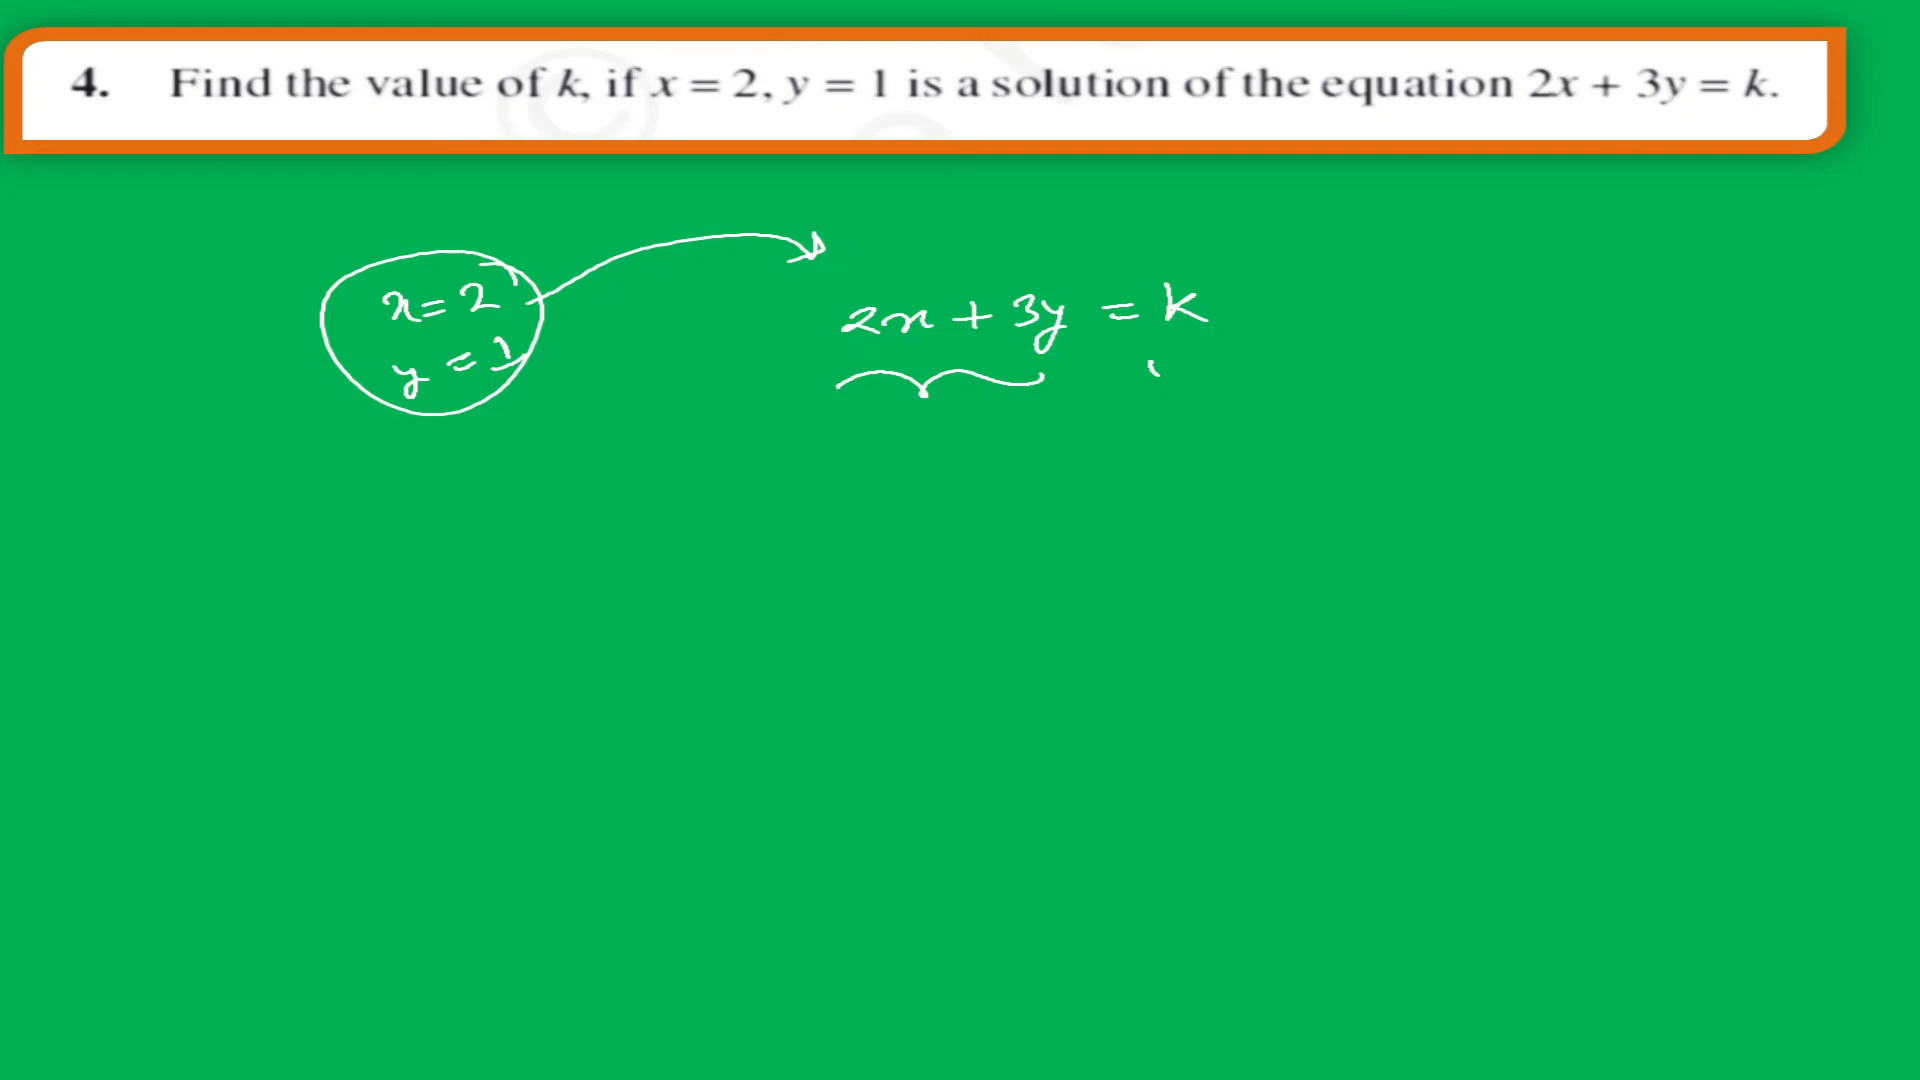 4. Find the value of k, if x = 2, y = 1 is a solution of the equation 2x + 3y = k.
x = 2
y = 1
2x + 3y = k